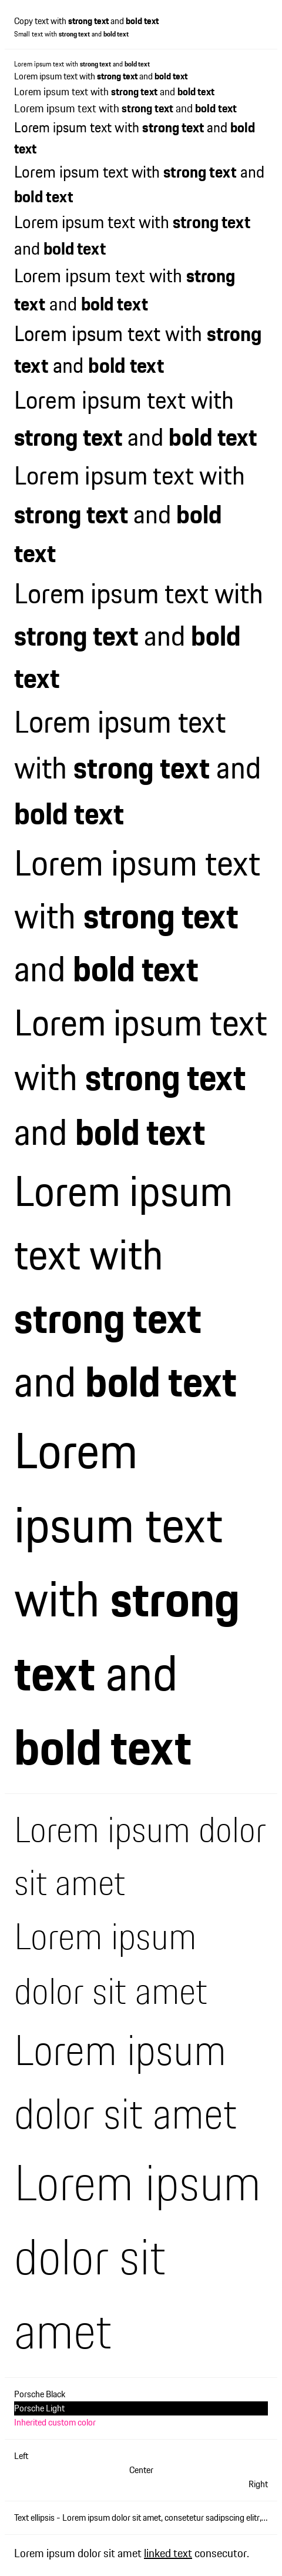 Copy text with strong text and bold text
Small text with strong text and bold text
Lorem ipsum text with strong text and bold text
Lorem ipsum text with strong text and bold text
Lorem ipsum text with strong text and bold text
Lorem ipsum text with strong text and bold text
Lorem ipsum text with strong text and bold
text
Lorem ipsum text with strong text and
bold text
Lorem ipsum text with strong text
and bold text
Lorem ipsum text with strong
text and bold text
Lorem ipsum text with strong
text and bold text
Lorem ipsum text with
strong text and bold text
Lorem ipsum text with
strong text and bold
text
Lorem ipsum text with
strong text and bold
text
Lorem ipsum text
with strong text and
bold text
Lorem ipsum text
with strong text
and bold text
Lorem ipsum text
with strong text
and bold text
Lorem ipsum
text with
strong text
and bold text
Lorem
ipsum text
with strong
text and
bold text
Lorem ipsum dolor
sit amet
Lorem ipsum
dolor sit amet
Lorem ipsum
dolor sit amet
Lorem ipsum
dolor sit
amet
Porsche Black
Porsche Light
Inherited custom color
Left
Center
Right
Text ellipsis - Lorem ipsum dolor sit amet, consetetur sadipscing elitr,…
Lorem ipsum dolor sit amet linked text consecutor.